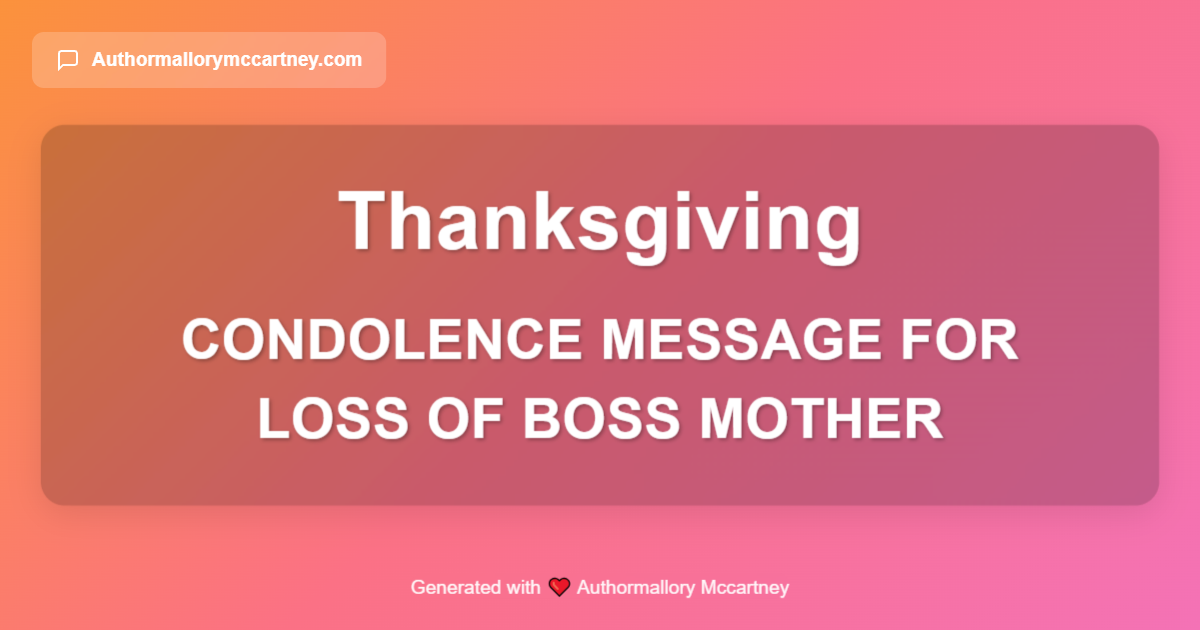 Authormallorymccartney.com
Thanksgiving
CONDOLENCE MESSAGE FOR
LOSS OF BOSS MOTHER
Generated with ❤️ Authormallory Mccartney